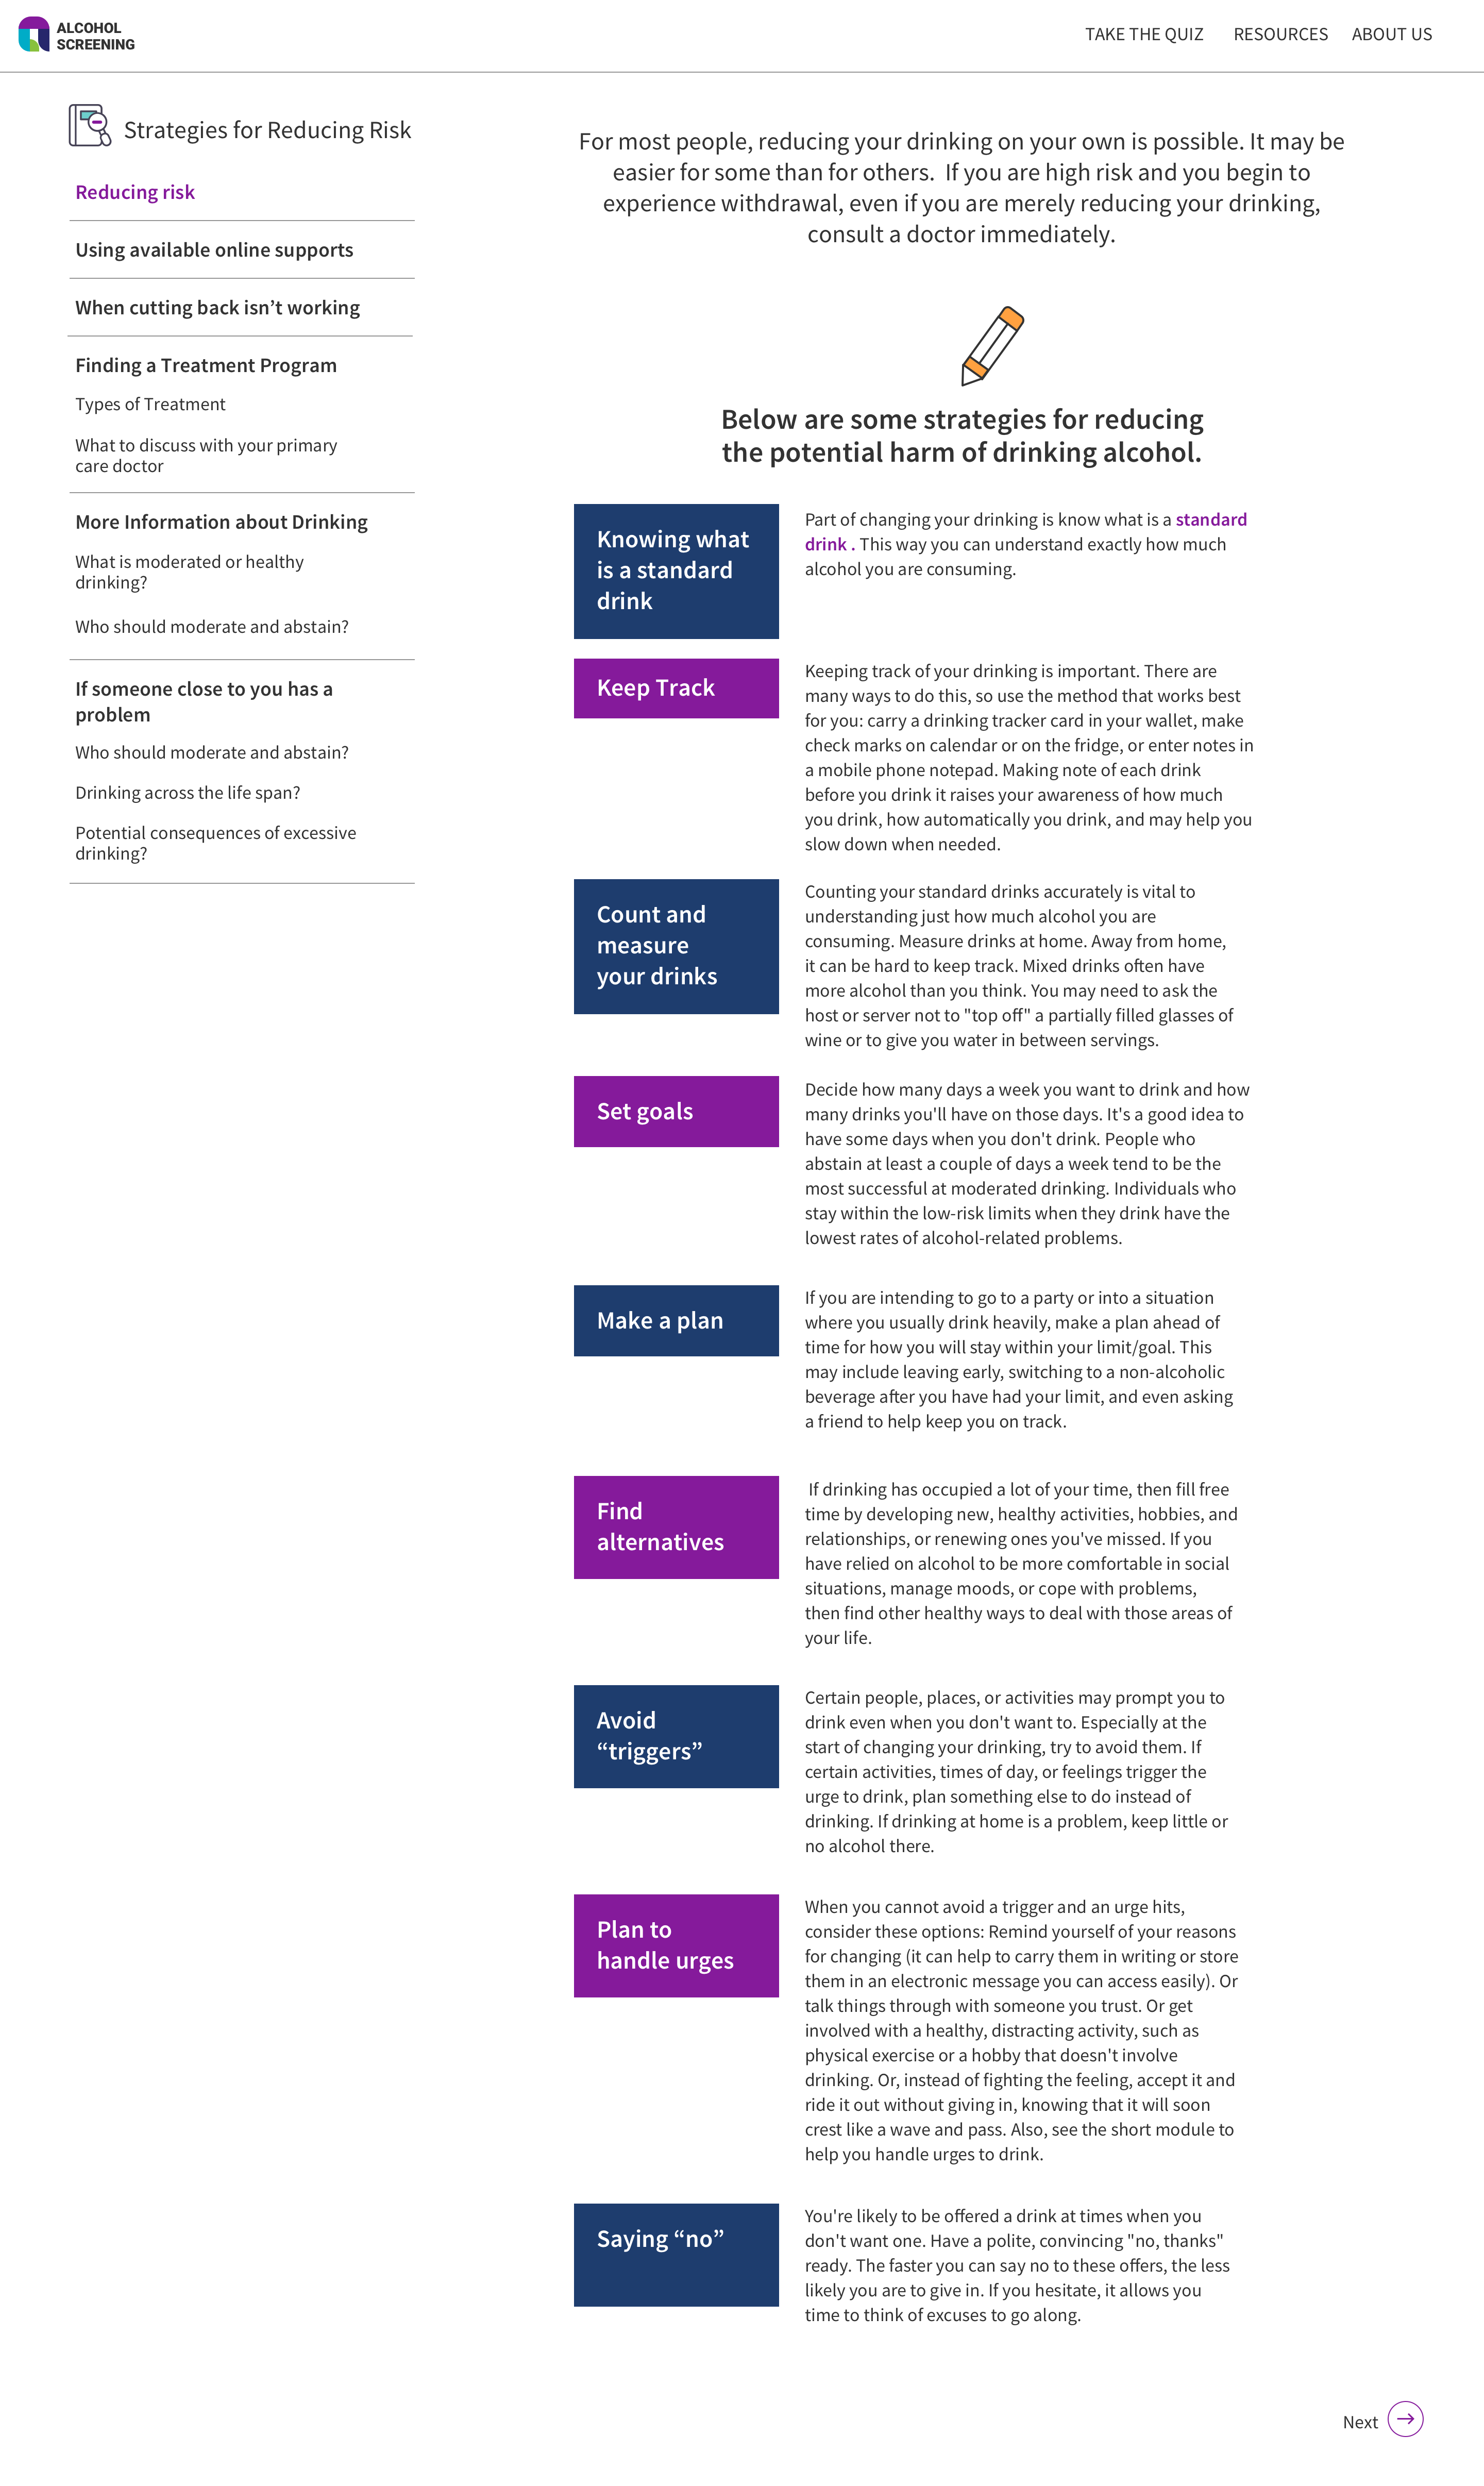 ALCOHOL
SCREENING
TAKE THE QUIZ
RESOURCES
ABOUT US
Strategies for Reducing Risk
Reducing risk
Using available online supports
When cutting back isn’t working
Finding a Treatment Program
Types of Treatment
What to discuss with your primary
care doctor
More Information about Drinking
What is moderated or healthy
drinking?
Who should moderate and abstain?
If someone close to you has a
problem
Who should moderate and abstain?
Drinking across the life span?
Potential consequences of excessive
drinking?
For most people, reducing your drinking on your own is possible. It may be
easier for some than for others.  If you are high risk and you begin to
experience withdrawal, even if you are merely reducing your drinking,
consult a doctor immediately.
Below are some strategies for reducing
the potential harm of drinking alcohol.
Knowing what
is a standard
drink
Part of changing your drinking is know what is a standard
drink . This way you can understand exactly how much
alcohol you are consuming.
Keep Track
Keeping track of your drinking is important. There are
many ways to do this, so use the method that works best
for you: carry a drinking tracker card in your wallet, make
check marks on calendar or on the fridge, or enter notes in
a mobile phone notepad. Making note of each drink
before you drink it raises your awareness of how much
you drink, how automatically you drink, and may help you
slow down when needed.
Count and
measure
your drinks
Counting your standard drinks accurately is vital to
understanding just how much alcohol you are
consuming. Measure drinks at home. Away from home,
it can be hard to keep track. Mixed drinks often have
more alcohol than you think. You may need to ask the
host or server not to "top off" a partially filled glasses of
wine or to give you water in between servings.
Set goals
Decide how many days a week you want to drink and how
many drinks you'll have on those days. It's a good idea to
have some days when you don't drink. People who
abstain at least a couple of days a week tend to be the
most successful at moderated drinking. Individuals who
stay within the low-risk limits when they drink have the
lowest rates of alcohol-related problems.
Make a plan
If you are intending to go to a party or into a situation
where you usually drink heavily, make a plan ahead of
time for how you will stay within your limit/goal. This
may include leaving early, switching to a non-alcoholic
beverage after you have had your limit, and even asking
a friend to help keep you on track.
Find
alternatives
If drinking has occupied a lot of your time, then fill free
time by developing new, healthy activities, hobbies, and
relationships, or renewing ones you've missed. If you
have relied on alcohol to be more comfortable in social
situations, manage moods, or cope with problems,
then find other healthy ways to deal with those areas of
your life.
Avoid
“triggers”
Certain people, places, or activities may prompt you to
drink even when you don't want to. Especially at the
start of changing your drinking, try to avoid them. If
certain activities, times of day, or feelings trigger the
urge to drink, plan something else to do instead of
drinking. If drinking at home is a problem, keep little or
no alcohol there.
Plan to
handle urges
When you cannot avoid a trigger and an urge hits,
consider these options: Remind yourself of your reasons
for changing (it can help to carry them in writing or store
them in an electronic message you can access easily). Or
talk things through with someone you trust. Or get
involved with a healthy, distracting activity, such as
physical exercise or a hobby that doesn't involve
drinking. Or, instead of fighting the feeling, accept it and
ride it out without giving in, knowing that it will soon
crest like a wave and pass. Also, see the short module to
help you handle urges to drink.
Saying “no”
You're likely to be offered a drink at times when you
don't want one. Have a polite, convincing "no, thanks"
ready. The faster you can say no to these offers, the less
likely you are to give in. If you hesitate, it allows you
time to think of excuses to go along.
Next